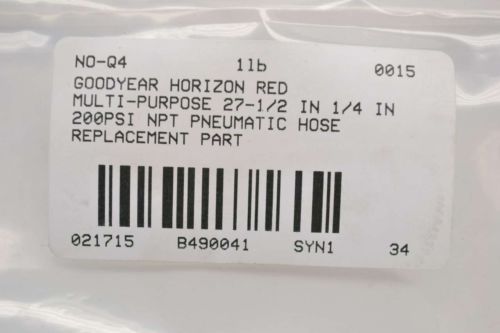 NO-Q4 1lb 0015
GOODYEAR HORIZON RED
MULTI-PURPOSE 27-1/2 IN 1/4 IN
200PSI NPT PNEUMATIC HOSE
REPLACEMENT PART
021715 B490041 SYN1 34